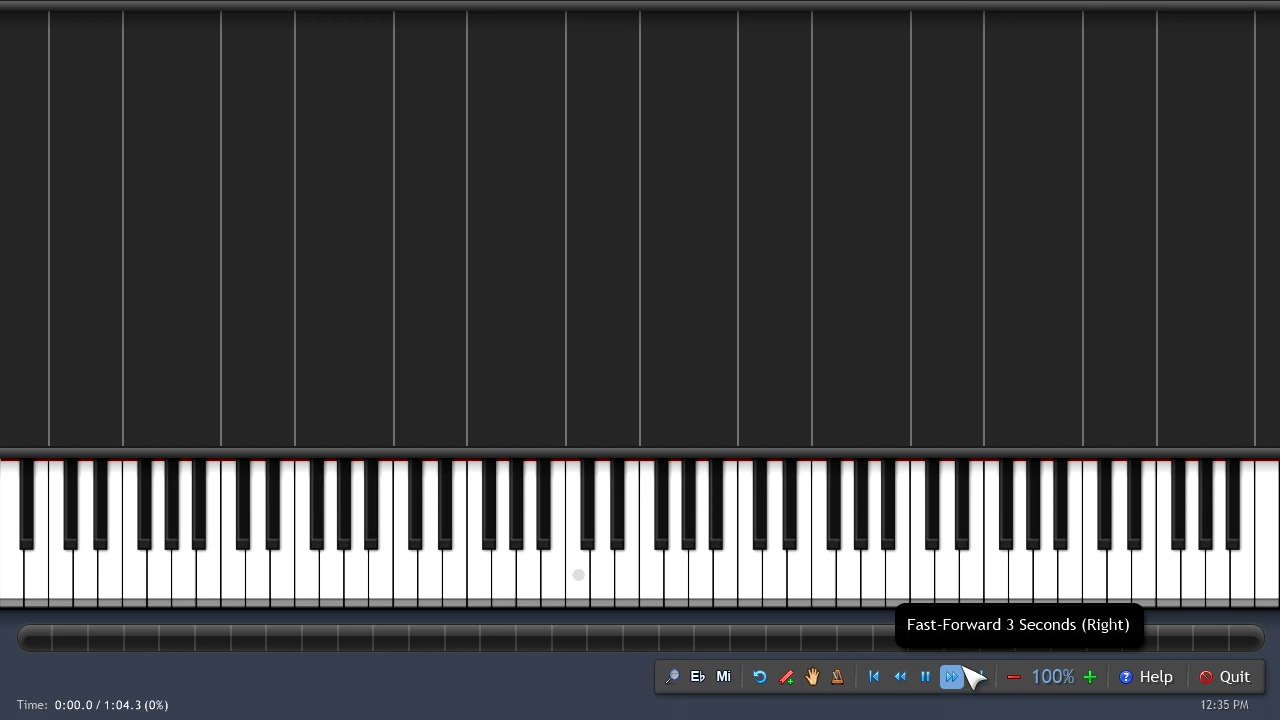 Fast-Forward 3 Seconds (Right)
Eb Mi 100% Help Quit
Time: 0:00.0 / 1:04.3 (0%) 12:35 PM